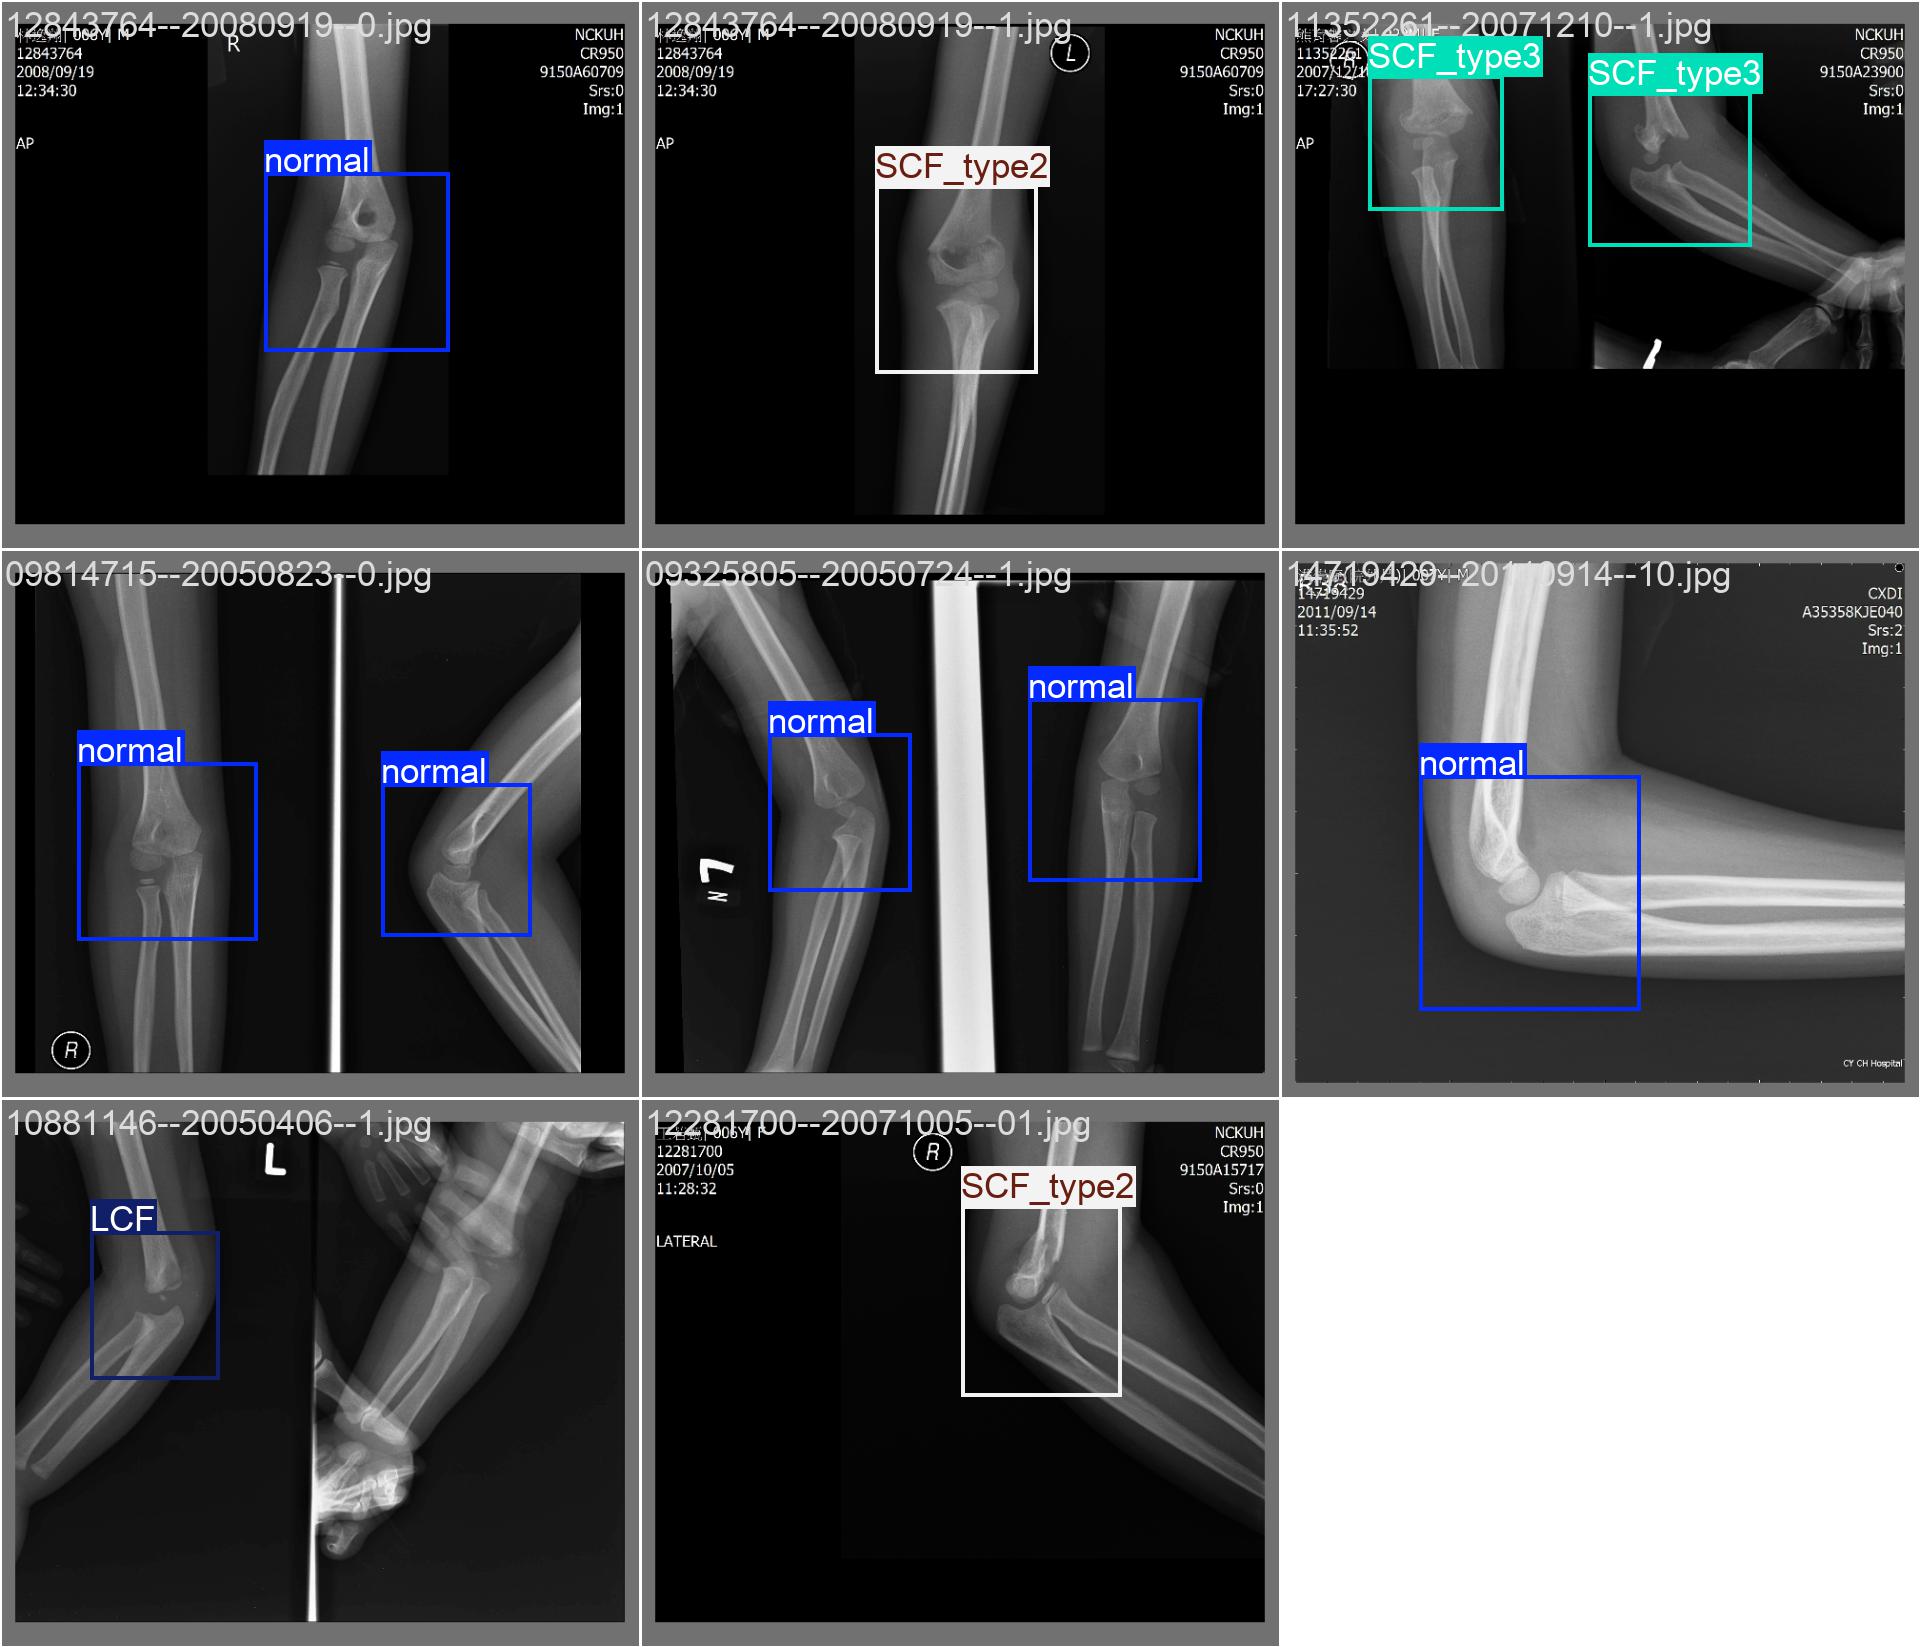 12843764--20080919--0.jpg
006Y| M
R
12843764
2008/09/19
12:34:30
AP
NCKUH
CR950
9150A60709
Srs:0
Img:1
normal
12843764--20080919--1.jpg
006Y| M
L
12843764
2008/09/19
12:34:30
AP
NCKUH
CR950
9150A60709
Srs:0
Img:1
SCF_type2
11352261--20071210--1.jpg
R
11352261
17:27:30
AP
NCKUH
CR950
9150A23900
Srs:0
Img:1
SCF_type3
SCF_type3
09814715--20050823--0.jpg
normal
normal
R
09325805--20050724--1.jpg
normal
normal
L
N
14719429--20110914--10.jpg
14719429
2011/09/14
11:35:52
CXDI
A35358KJE040
Srs:2
Img:1
normal
CY CH Hospital
10881146--20050406--1.jpg
L
LCF
12281700--20071005--01.jpg
006Y| F
R
12281700
2007/10/05
11:28:32
LATERAL
NCKUH
CR950
9150A15717
Srs:0
Img:1
SCF_type2